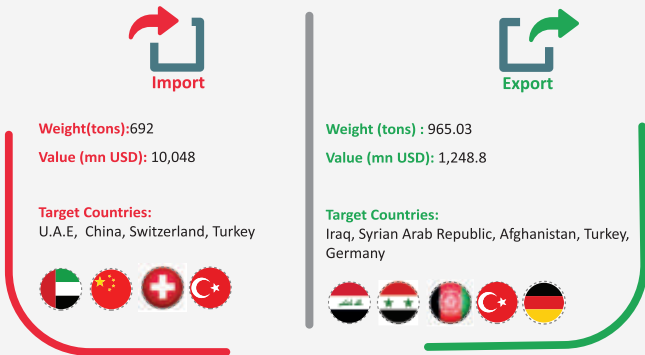 Import
Weight(tons):692
Value (mn USD): 10,048
Target Countries:
U.A.E, China, Switzerland, Turkey
Export
Weight (tons) : 965.03
Value (mn USD): 1,248.8
Target Countries:
Iraq, Syrian Arab Republic, Afghanistan, Turkey,
Germany